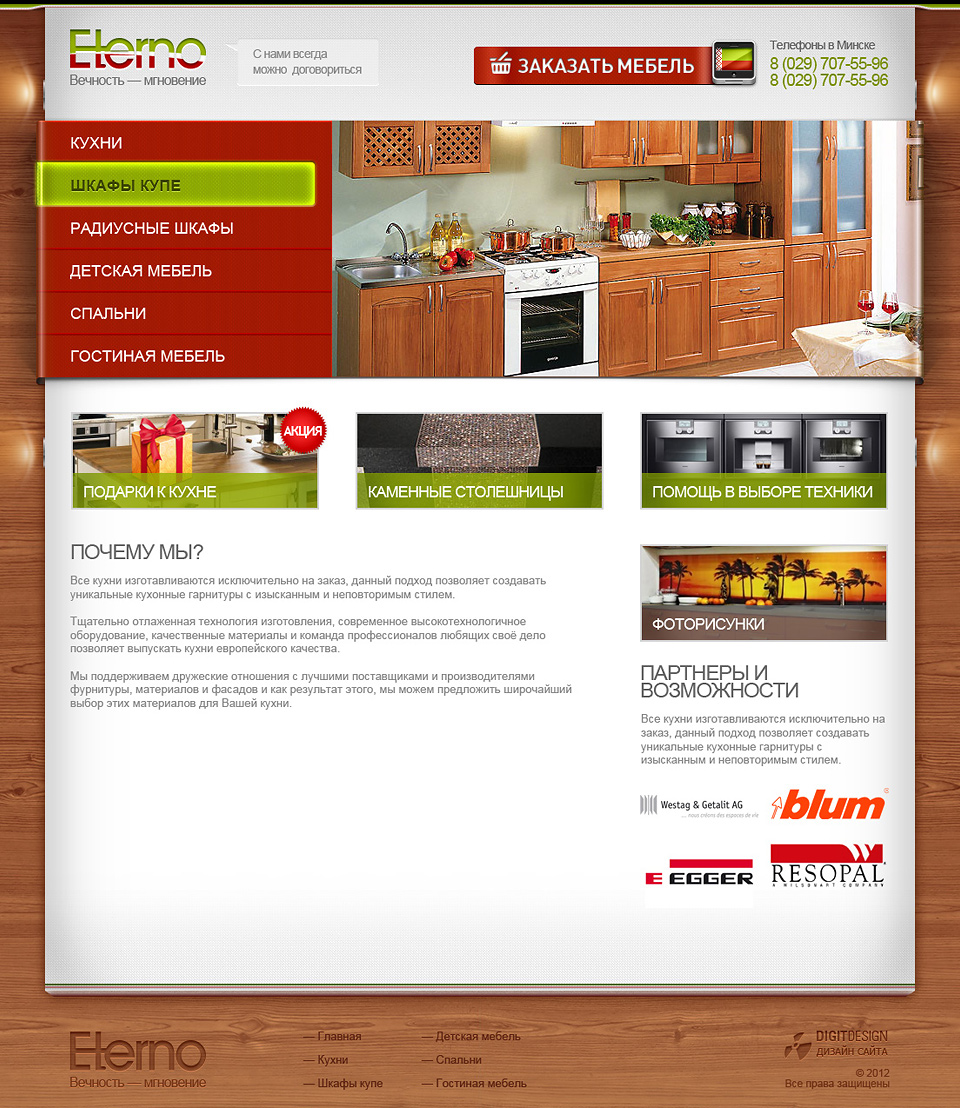 Eterno
Вечность — мгновение
С нами всегда
можно договориться
ЗАКАЗАТЬ МЕБЕЛЬ
Телефоны в Минске
8 (029) 707-55-96
8 (029) 707-55-96
КУХНИ
ШКАФЫ КУПЕ
РАДИУСНЫЕ ШКАФЫ
ДЕТСКАЯ МЕБЕЛЬ
СПАЛЬНИ
ГОСТИНАЯ МЕБЕЛЬ
АКЦИЯ
ПОДАРКИ К КУХНЕ
КАМЕННЫЕ СТОЛЕШНИЦЫ
ПОМОЩЬ В ВЫБОРЕ ТЕХНИКИ
ПОЧЕМУ МЫ?
Все кухни изготавливаются исключительно на заказ, данный подход позволяет создавать
уникальные кухонные гарнитуры с изысканным и неповторимым стилем.
Тщательно отлаженная технология изготовления, современное высокотехнологичное
оборудование, качественные материалы и команда профессионалов любящих своё дело
позволяет выпускать кухни европейского качества.
Мы поддерживаем дружеские отношения с лучшими поставщиками и производителями
фурнитуры, материалов и фасадов и как результат этого, мы можем предложить широчайший
выбор этих материалов для Вашей кухни.
ФОТОРИСУНКИ
ПАРТНЕРЫ И
ВОЗМОЖНОСТИ
Все кухни изготавливаются исключительно на
заказ, данный подход позволяет создавать
уникальные кухонные гарнитуры с
изысканным и неповторимым стилем.
Westag & Getalit AG
... nous créons des espaces de vie
blum
E EGGER
RESOPAL
A WILSONART COMPANY
Eterno
Вечность — мгновение
— Главная
— Кухни
— Шкафы купе
— Детская мебель
— Спальни
— Гостиная мебель
DIGITDESIGN
ДИЗАЙН САЙТА
© 2012
Все права защищены